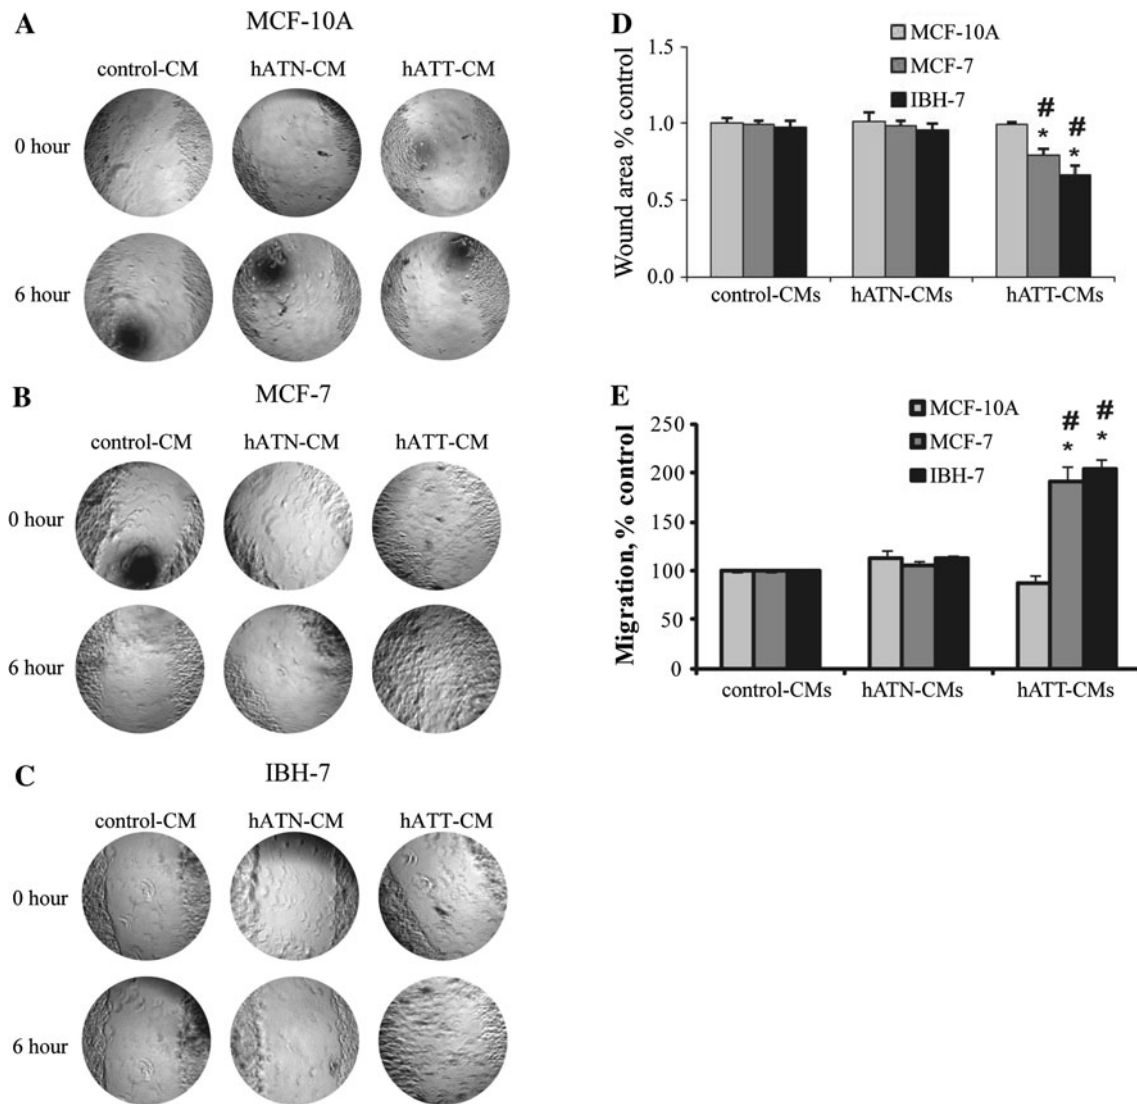 A
MCF-10A
control-CM hATN-CM hATT-CM
0 hour
6 hour
B
MCF-7
control-CM hATN-CM hATT-CM
0 hour
6 hour
C
IBH-7
control-CM hATN-CM hATT-CM
0 hour
6 hour
D
MCF-10A
MCF-7
IBH-7
Wound area % control
1.5
1.0
0.5
0.0
# #
* *
control-CMs hATN-CMs hATT-CMs
E
MCF-10A
MCF-7
IBH-7
Migration, % control
250
200
150
100
50
0
# #
* *
control-CMs hATN-CMs hATT-CMs